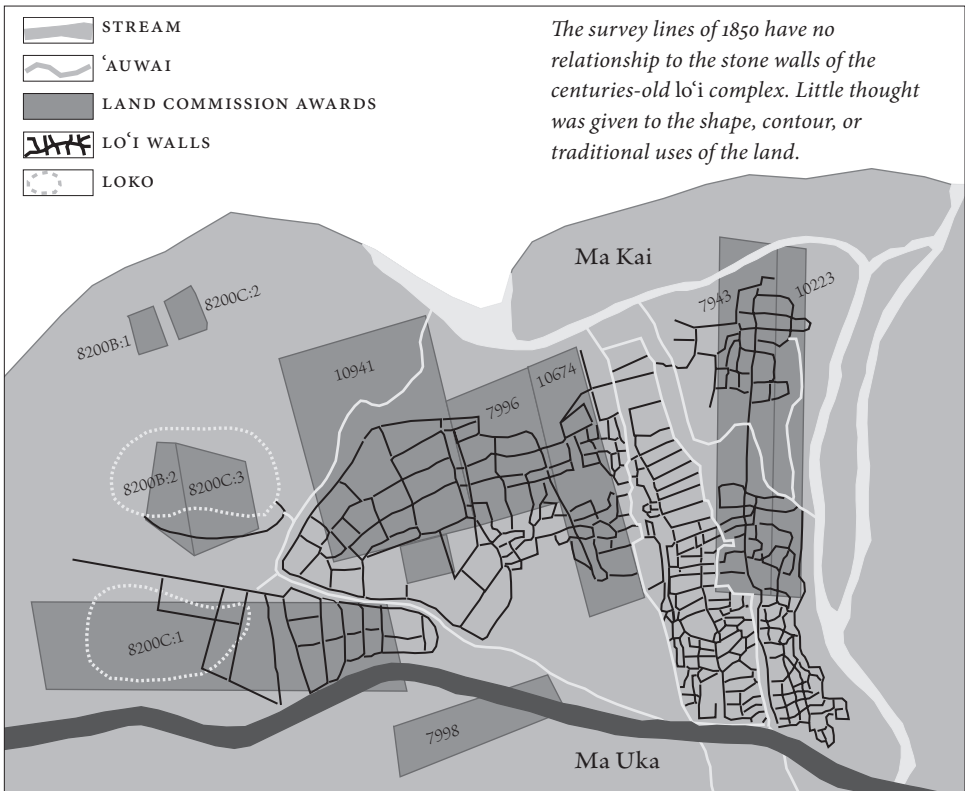 STREAM
ʻAUWAI
LAND COMMISSION AWARDS
LOʻI WALLS
LOKO
The survey lines of 1850 have no
relationship to the stone walls of the
centuries-old loʻi complex. Little thought
was given to the shape, contour, or
traditional uses of the land.
Ma Kai
8200C:2
8200B:1
7943
10223
10941
7996
10674
8200B:2
8200C:3
8200C:1
7998
Ma Uka